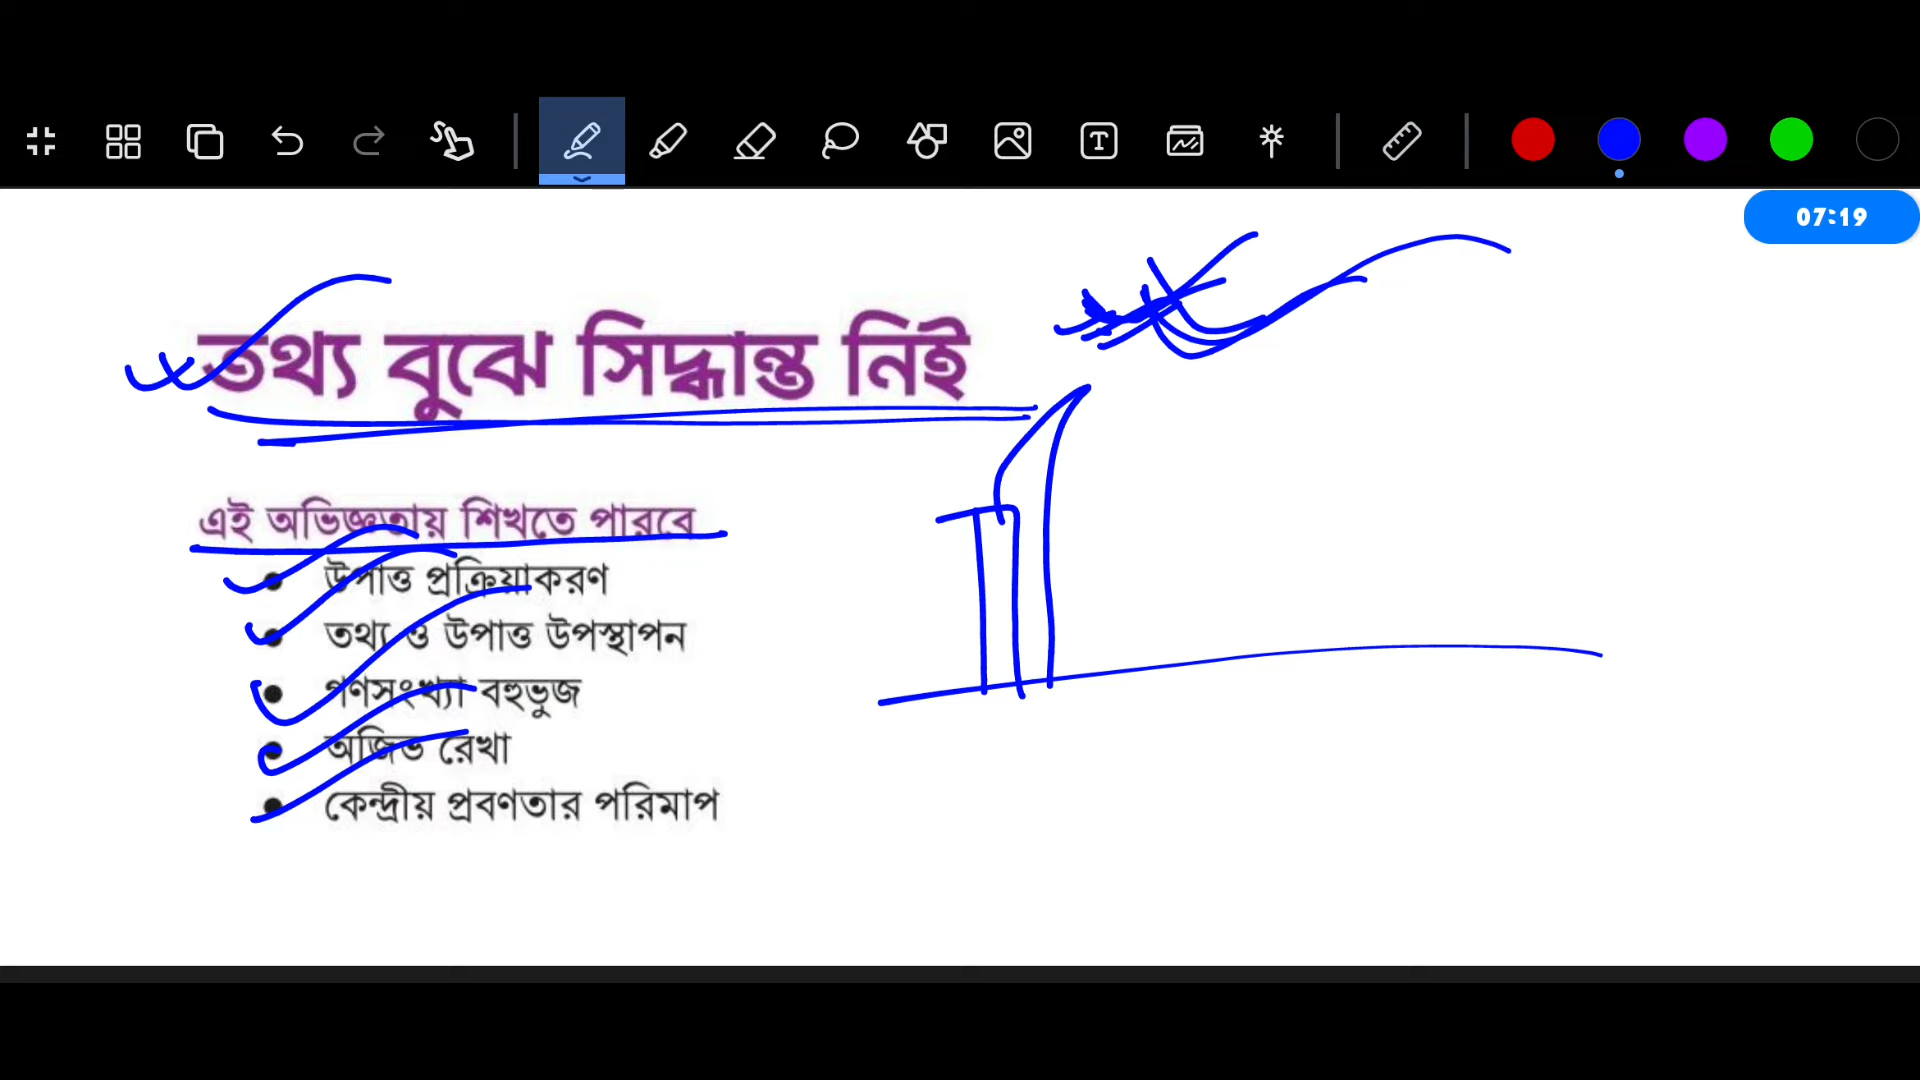 07:19
তথ্য বুঝে সিদ্ধান্ত নিই
এই অভিজ্ঞতায় শিখতে পারবে
● উপাত্ত প্রক্রিয়াকরণ
● তথ্য ও উপাত্ত উপস্থাপন
● গণসংখ্যা বহুভুজ
● অজিভ রেখা
● কেন্দ্রীয় প্রবণতার পরিমাপ